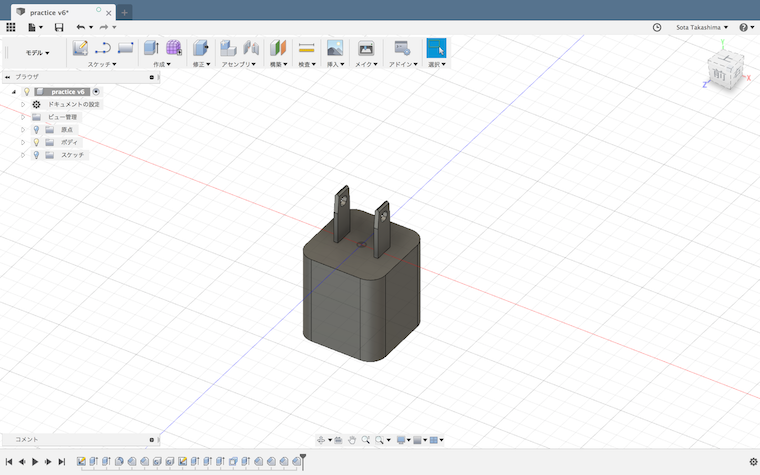 practice v6*
Sota Takashima
モデル
スケッチ
作成
修正
アセンブリ
構築
検査
挿入
メイク
アドイン
選択
ブラウザ
practice v6
ドキュメントの設定
ビュー管理
原点
ボディ
スケッチ
Z
X
コメント